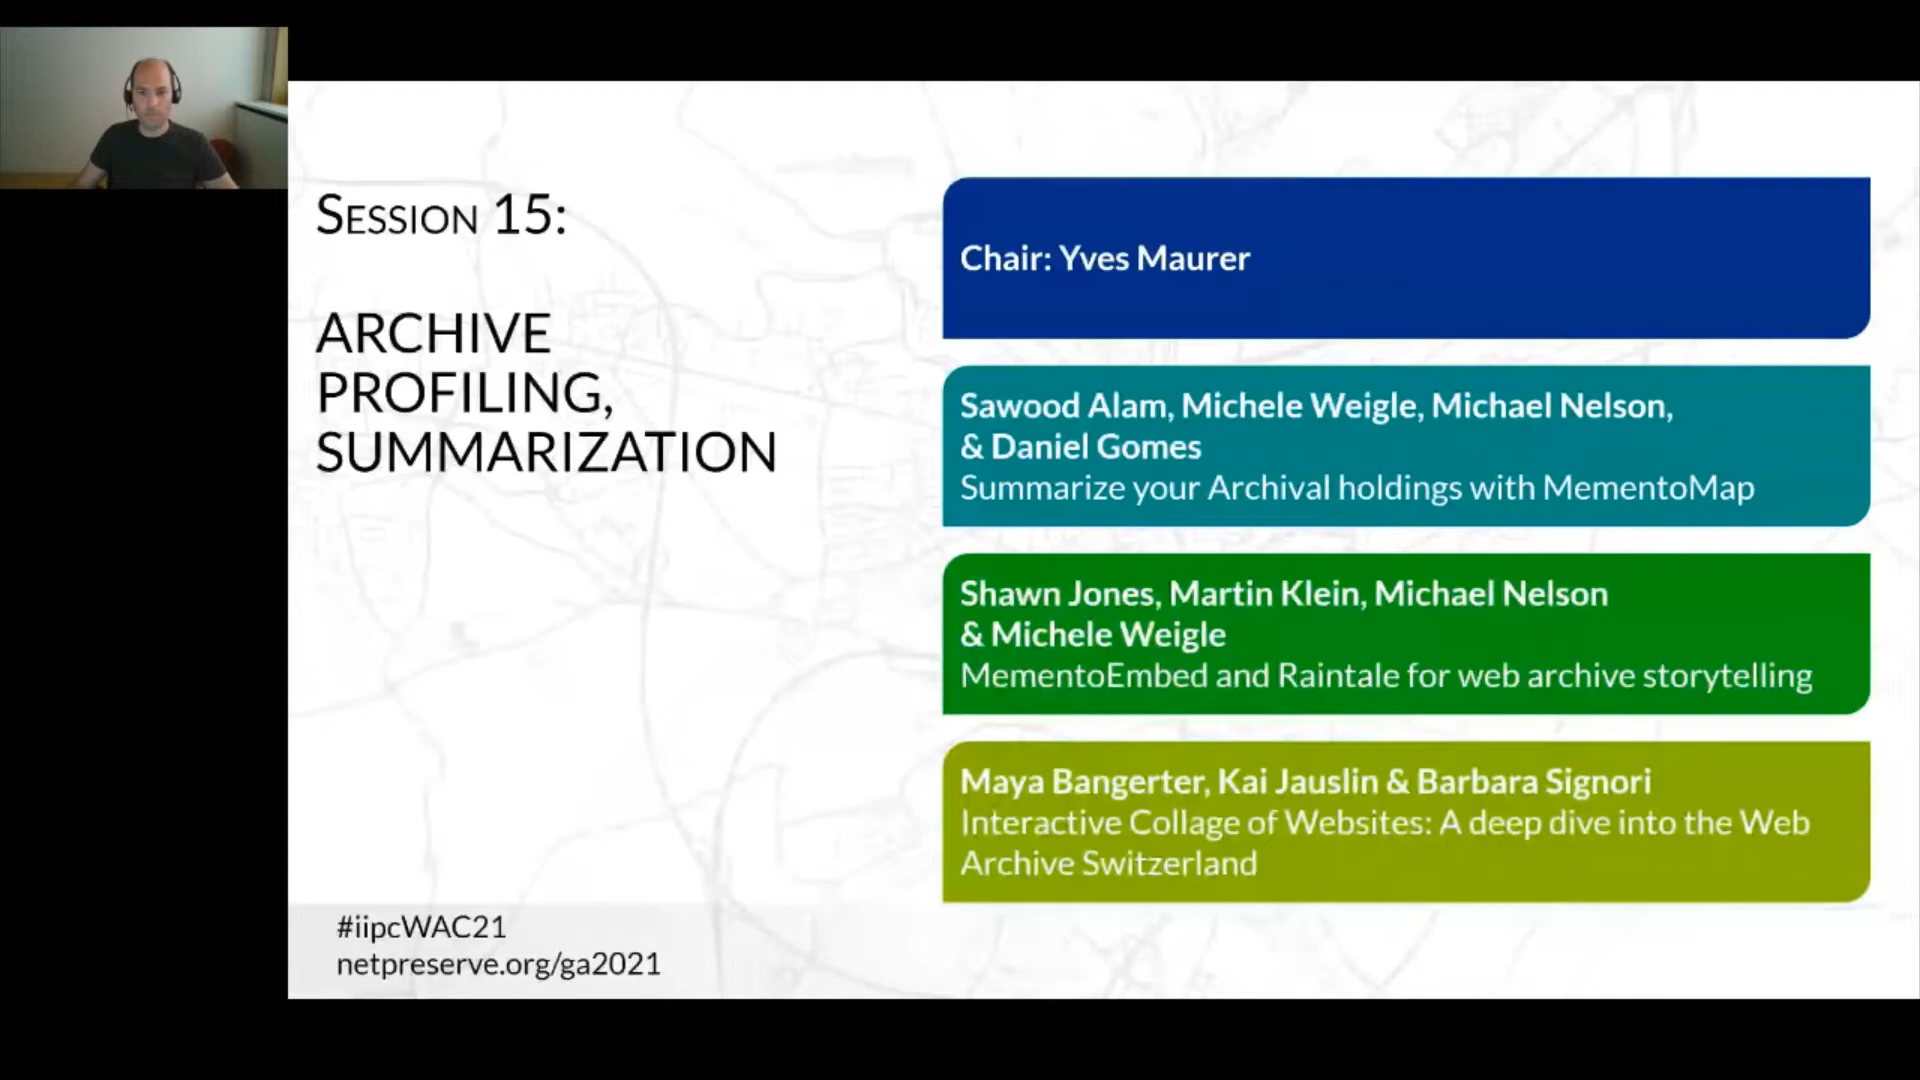 Session 15:
ARCHIVE
PROFILING,
SUMMARIZATION
#iipcWAC21
netpreserve.org/ga2021
Chair: Yves Maurer
Sawood Alam, Michele Weigle, Michael Nelson,
& Daniel Gomes
Summarize your Archival holdings with MementoMap
Shawn Jones, Martin Klein, Michael Nelson
& Michele Weigle
MementoEmbed and Raintale for web archive storytelling
Maya Bangerter, Kai Jauslin & Barbara Signori
Interactive Collage of Websites: A deep dive into the Web
Archive Switzerland